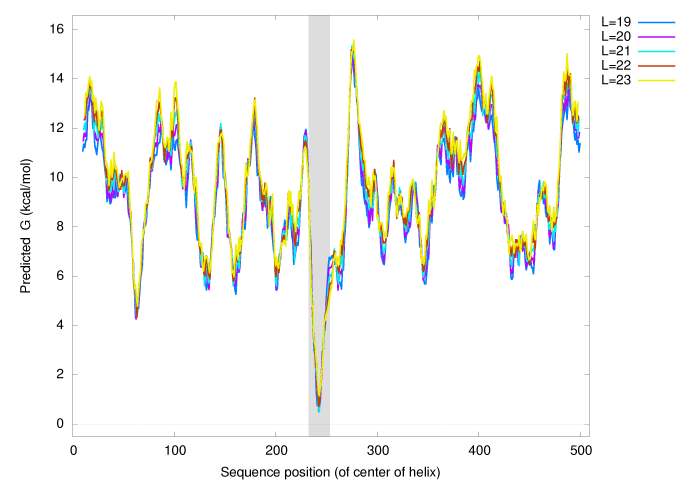 L=19
L=20
L=21
L=22
L=23
16
14
12
10
8
6
4
2
0
Predicted G (kcal/mol)
0 100 200 300 400 500
Sequence position (of center of helix)